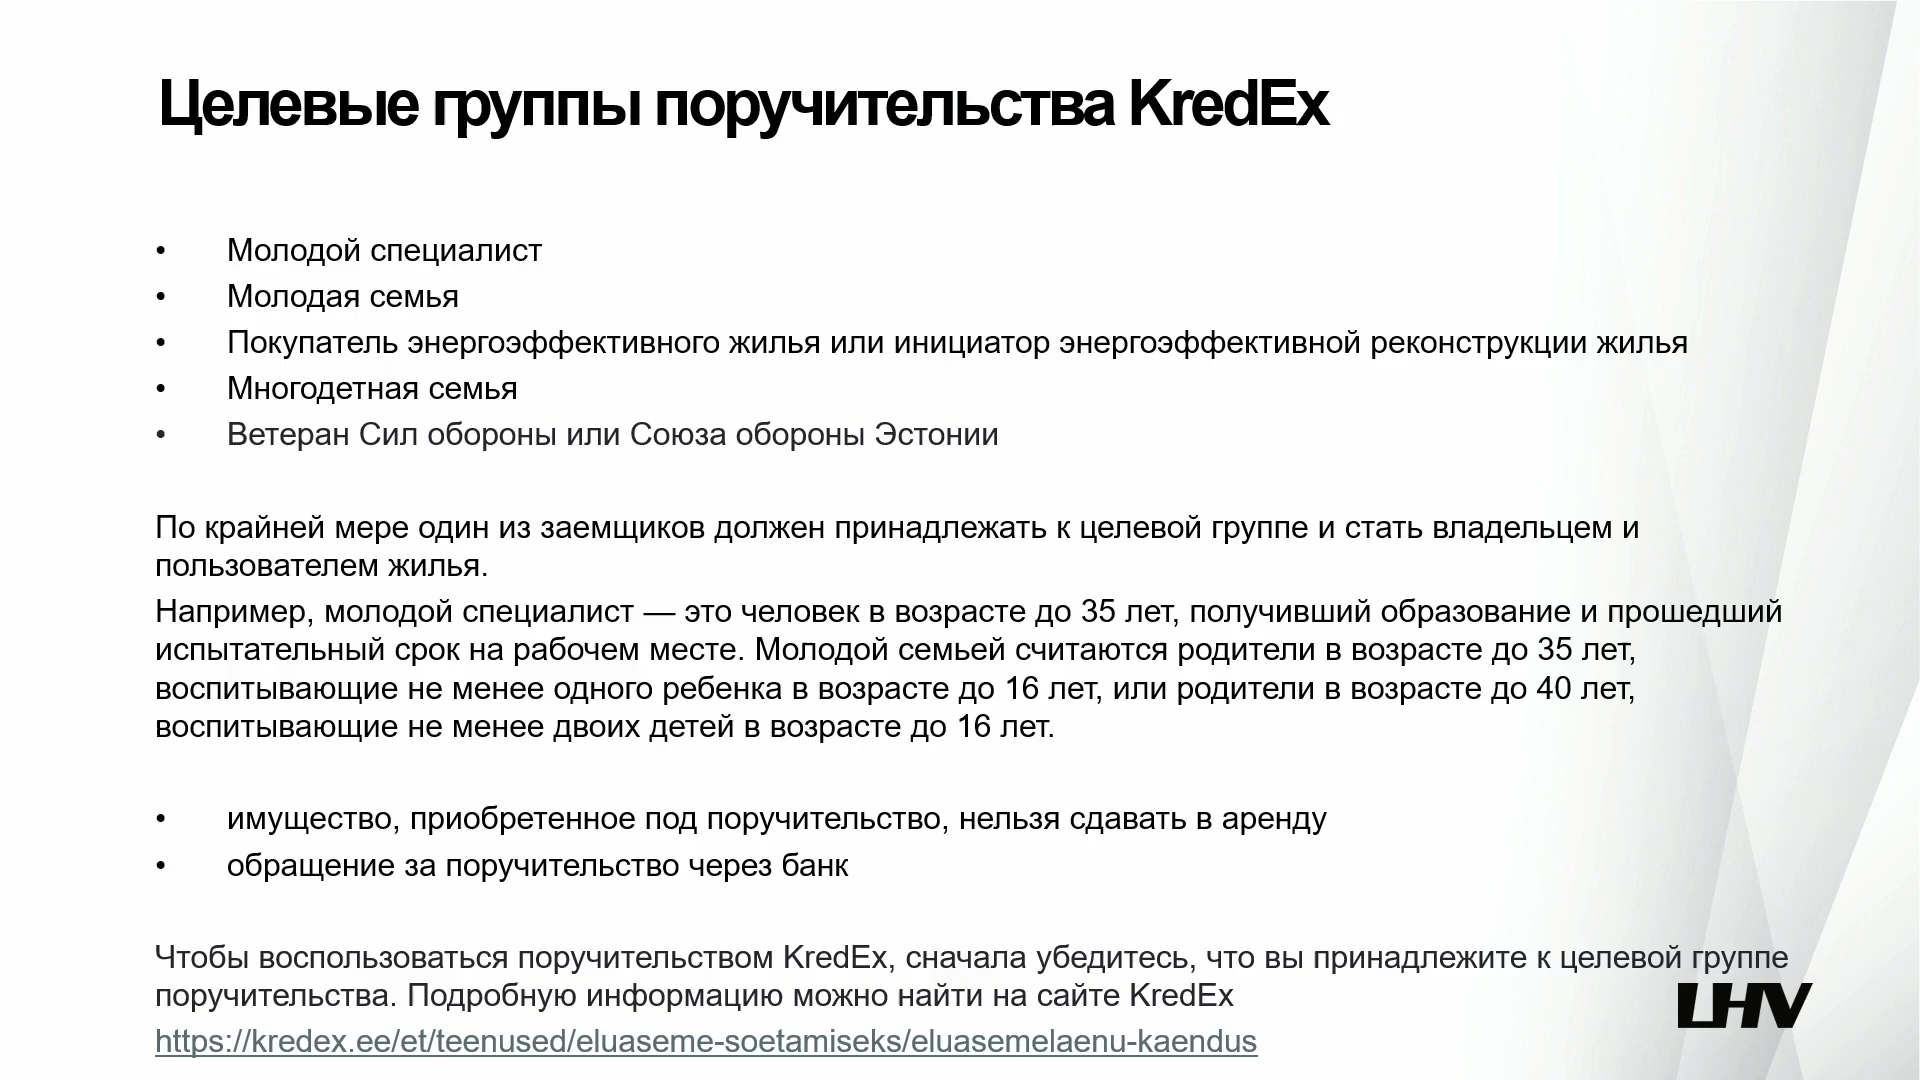 Целевые группы поручительства KredEx
• Молодой специалист
• Молодая семья
• Покупатель энергоэффективного жилья или инициатор энергоэффективной реконструкции жилья
• Многодетная семья
• Ветеран Сил обороны или Союза обороны Эстонии
По крайней мере один из заемщиков должен принадлежать к целевой группе и стать владельцем и
пользователем жилья.
Например, молодой специалист — это человек в возрасте до 35 лет, получивший образование и прошедший
испытательный срок на рабочем месте. Молодой семьей считаются родители в возрасте до 35 лет,
воспитывающие не менее одного ребенка в возрасте до 16 лет, или родители в возрасте до 40 лет,
воспитывающие не менее двоих детей в возрасте до 16 лет.
• имущество, приобретенное под поручительство, нельзя сдавать в аренду
• обращение за поручительство через банк
Чтобы воспользоваться поручительством KredEx, сначала убедитесь, что вы принадлежите к целевой группе
поручительства. Подробную информацию можно найти на сайте KredEx
https://kredex.ee/et/teenused/eluaseme-soetamiseks/eluasemelaenu-kaendus
LHV